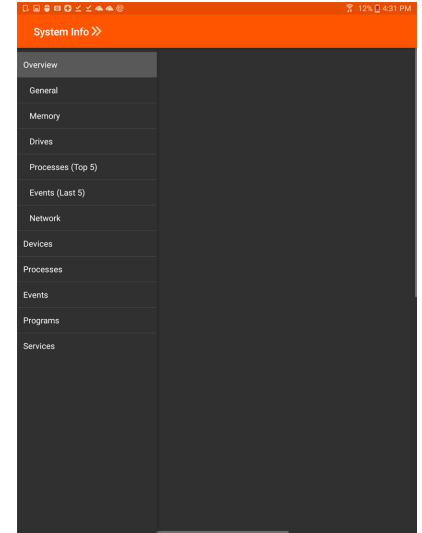 12% 4:31 PM
System Info
Overview
General
Memory
Drives
Processes (Top 5)
Events (Last 5)
Network
Devices
Processes
Events
Programs
Services